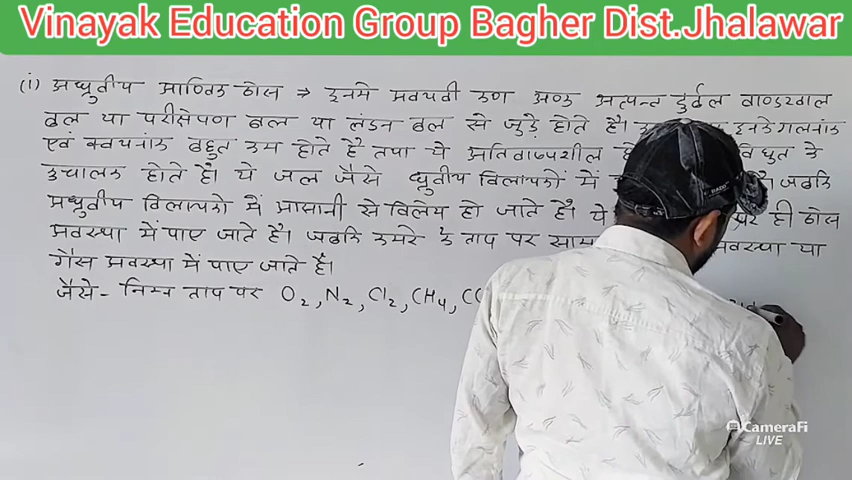 Vinayak Education Group Bagher Dist.Jhalawar
(i) अध्रुवीय आण्विक ठोस ⇒ इनमे अवयवी कण अणु अत्यन्त दुर्बल वाण्डरवाल
बल या परीक्षेपण बल या लंडन बल से जुड़े होते है। इनके गलनांक
एवं क्वथनांक बहुत कम होते है तथा ये अतिवाष्पशील विधुत के
कुचालक होते है। ये जल जैसे ध्रुवीय विलायकों में जबकि
अध्रुवीय विलायको में आसानी से विलेय हो जाते है। ये पर ही ठोस
अवस्था में पाए जाते है। जबकि कमरे के ताप पर अवस्था या
गैस अवस्था में पाए जाते है।
जैसे- निम्न ताप पर O₂, N₂, Cl₂, CH₄,
CameraFi
LIVE